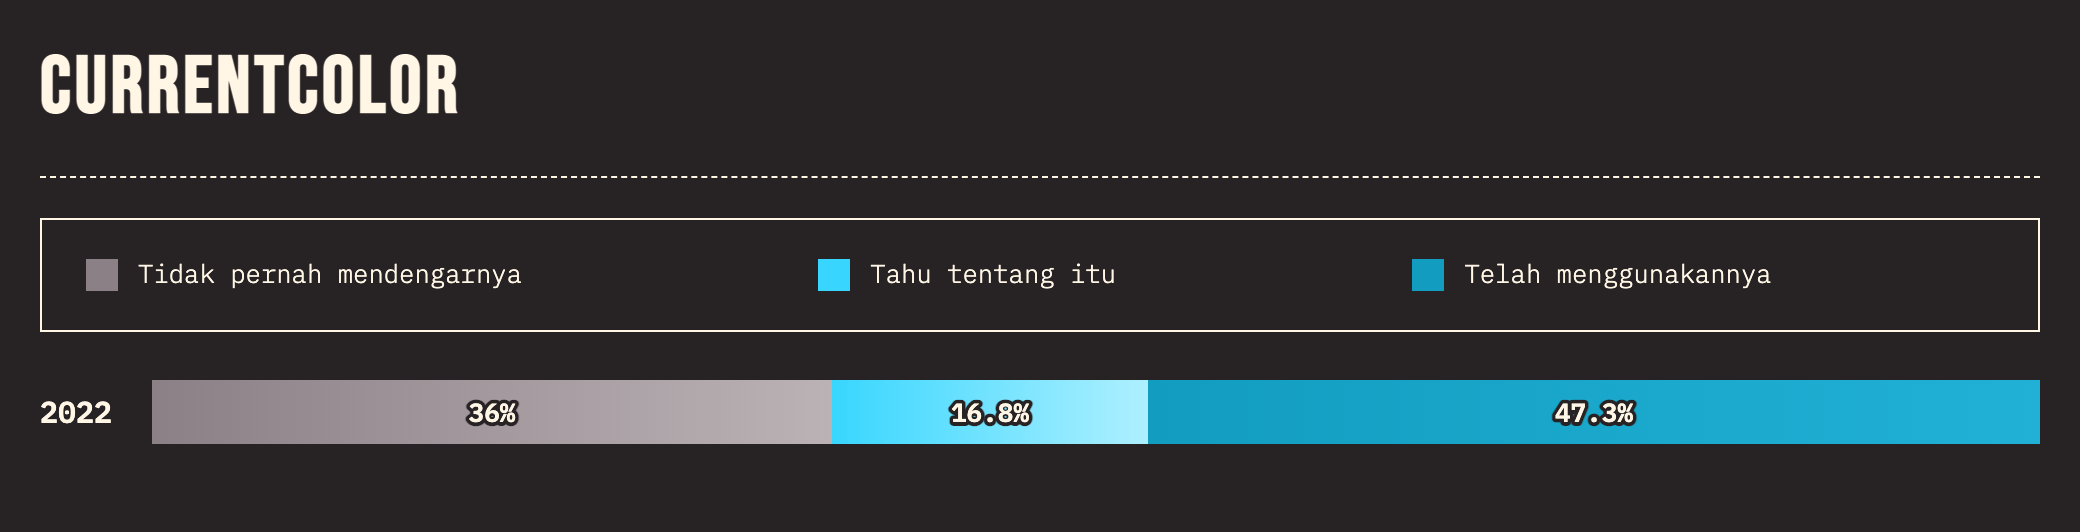 CURRENTCOLOR
Tidak pernah mendengarnya
Tahu tentang itu
Telah menggunakannya
2022 36% 16.8% 47.3%